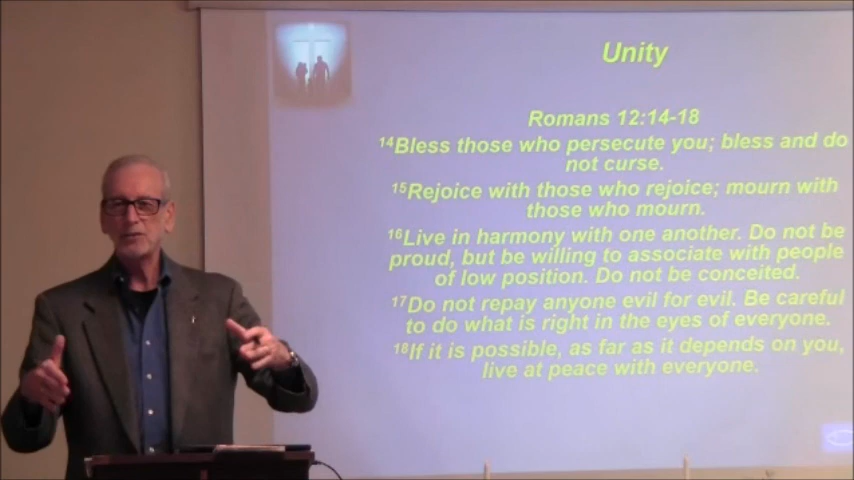 Unity
Romans 12:14-18
14Bless those who persecute you; bless and do
not curse.
15Rejoice with those who rejoice; mourn with
those who mourn.
16Live in harmony with one another. Do not be
proud, but be willing to associate with people
of low position. Do not be conceited.
17Do not repay anyone evil for evil. Be careful
to do what is right in the eyes of everyone.
18If it is possible, as far as it depends on you,
live at peace with everyone.